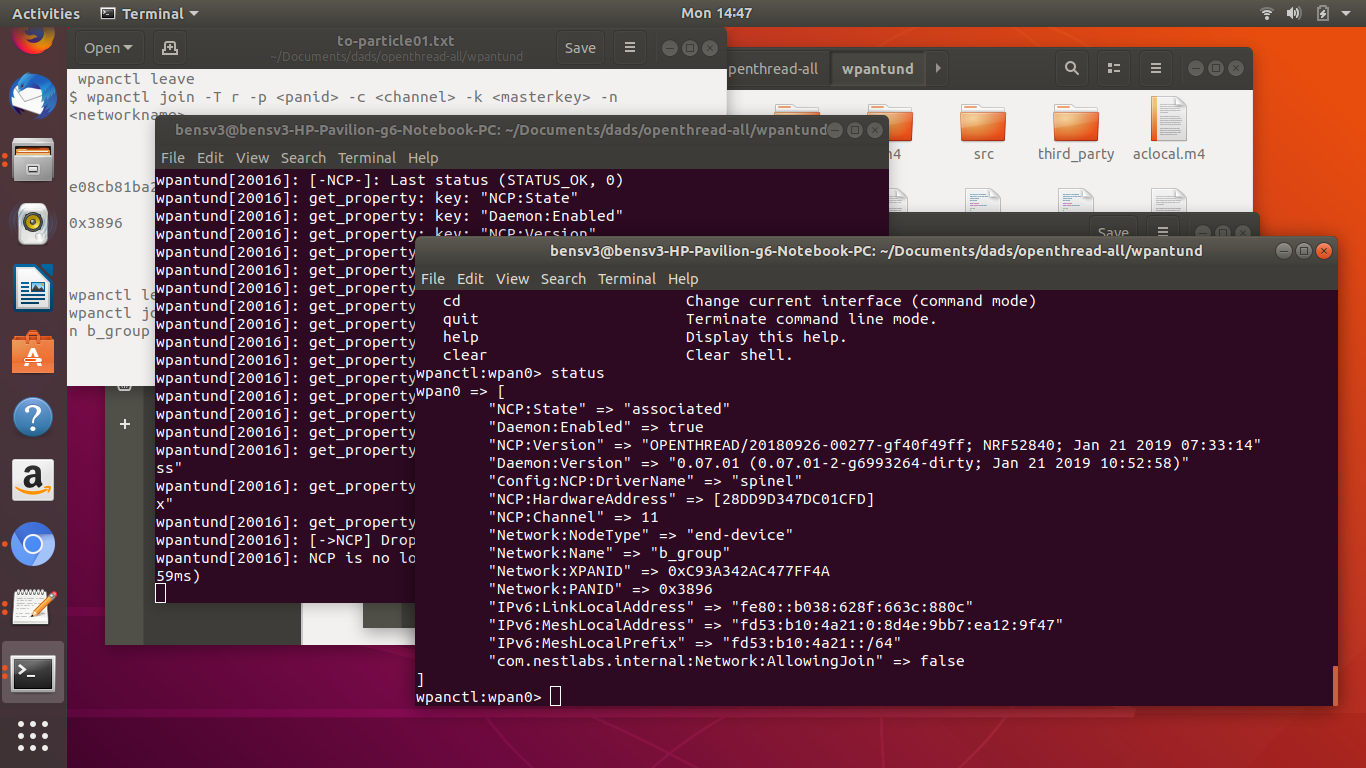 Activities
Terminal
Mon 14:47
Open
to-particle01.txt
~/Documents/dads/openthread-all/wpantund
Save
wpanctl leave
$ wpanctl join -T r -p <panid> -c <channel> -k <masterkey> -n
<networkname>
e08cb81ba2
0x3896
wpanctl le
wpanctl jo
n b_group
penthread-all
wpantund
m4
src
third_party
aclocal.m4
Save
bensv3@bensv3-HP-Pavilion-g6-Notebook-PC: ~/Documents/dads/openthread-all/wpantund
File Edit View Search Terminal Help
wpantund[20016]: [-NCP-]: Last status (STATUS_OK, 0)
wpantund[20016]: get_property: key: "NCP:State"
wpantund[20016]: get_property: key: "Daemon:Enabled"
wpantund[20016]: get_property: key: "NCP:Version"
wpantund[20016]: get_property
wpantund[20016]: get_property
wpantund[20016]: get_property
wpantund[20016]: get_property
wpantund[20016]: get_property
wpantund[20016]: get_property
wpantund[20016]: get_property
wpantund[20016]: get_property
wpantund[20016]: get_property
wpantund[20016]: get_property
wpantund[20016]: get_property
wpantund[20016]: get_property
ss"
wpantund[20016]: get_property
x"
wpantund[20016]: get_property
wpantund[20016]: [->NCP] Drop
wpantund[20016]: NCP is no lo
59ms)
bensv3@bensv3-HP-Pavilion-g6-Notebook-PC: ~/Documents/dads/openthread-all/wpantund
File Edit View Search Terminal Help
cd Change current interface (command mode)
quit Terminate command line mode.
help Display this help.
clear Clear shell.
wpanctl:wpan0> status
wpan0 => [
"NCP:State" => "associated"
"Daemon:Enabled" => true
"NCP:Version" => "OPENTHREAD/20180926-00277-gf40f49ff; NRF52840; Jan 21 2019 07:33:14"
"Daemon:Version" => "0.07.01 (0.07.01-2-g6993264-dirty; Jan 21 2019 10:52:58)"
"Config:NCP:DriverName" => "spinel"
"NCP:HardwareAddress" => [28DD9D347DC01CFD]
"NCP:Channel" => 11
"Network:NodeType" => "end-device"
"Network:Name" => "b_group"
"Network:XPANID" => 0xC93A342AC477FF4A
"Network:PANID" => 0x3896
"IPv6:LinkLocalAddress" => "fe80::b038:628f:663c:880c"
"IPv6:MeshLocalAddress" => "fd53:b10:4a21:0:8d4e:9bb7:ea12:9f47"
"IPv6:MeshLocalPrefix" => "fd53:b10:4a21::/64"
"com.nestlabs.internal:Network:AllowingJoin" => false
]
wpanctl:wpan0>